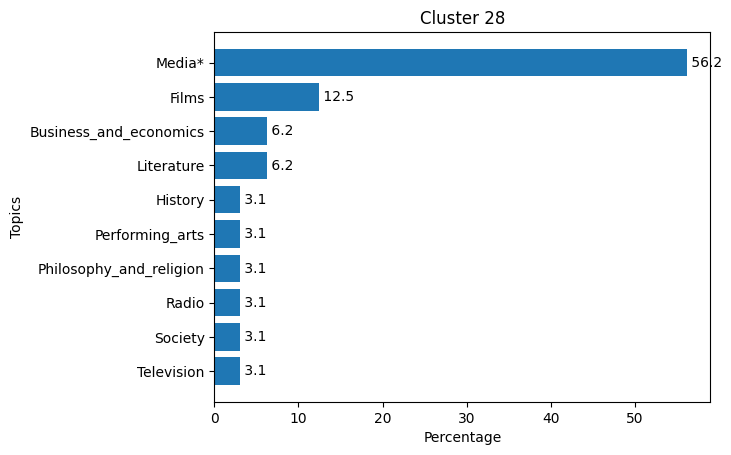 Cluster 28
Topics
Media* 56.2
Films 12.5
Business_and_economics 6.2
Literature 6.2
History 3.1
Performing_arts 3.1
Philosophy_and_religion 3.1
Radio 3.1
Society 3.1
Television 3.1
0 10 20 30 40 50
Percentage